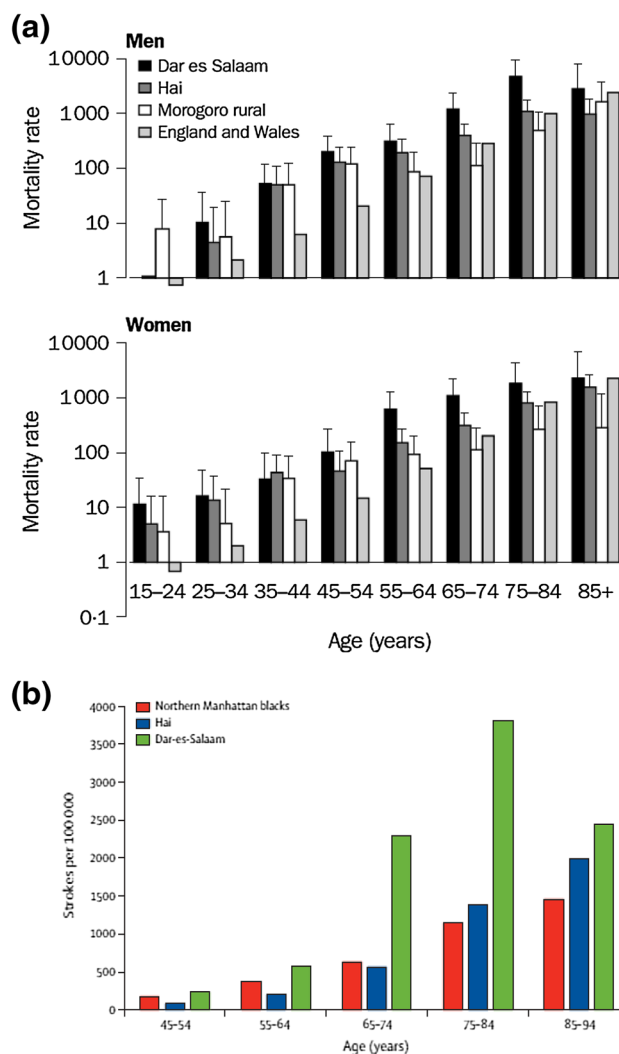 (a)
Men
10000
1000
100
10
1
Mortality rate
Dar es Salaam
Hai
Morogoro rural
England and Wales
Women
10000
1000
100
10
1
0·1
Mortality rate
15–24 25–34 35–44 45–54 55–64 65–74 75–84 85+
Age (years)
(b)
4000
3500
3000
2500
2000
1500
1000
500
0
Strokes per 100 000
Northern Manhattan blacks
Hai
Dar-es-Salaam
45–54 55–64 65–74 75–84 85–94
Age (years)